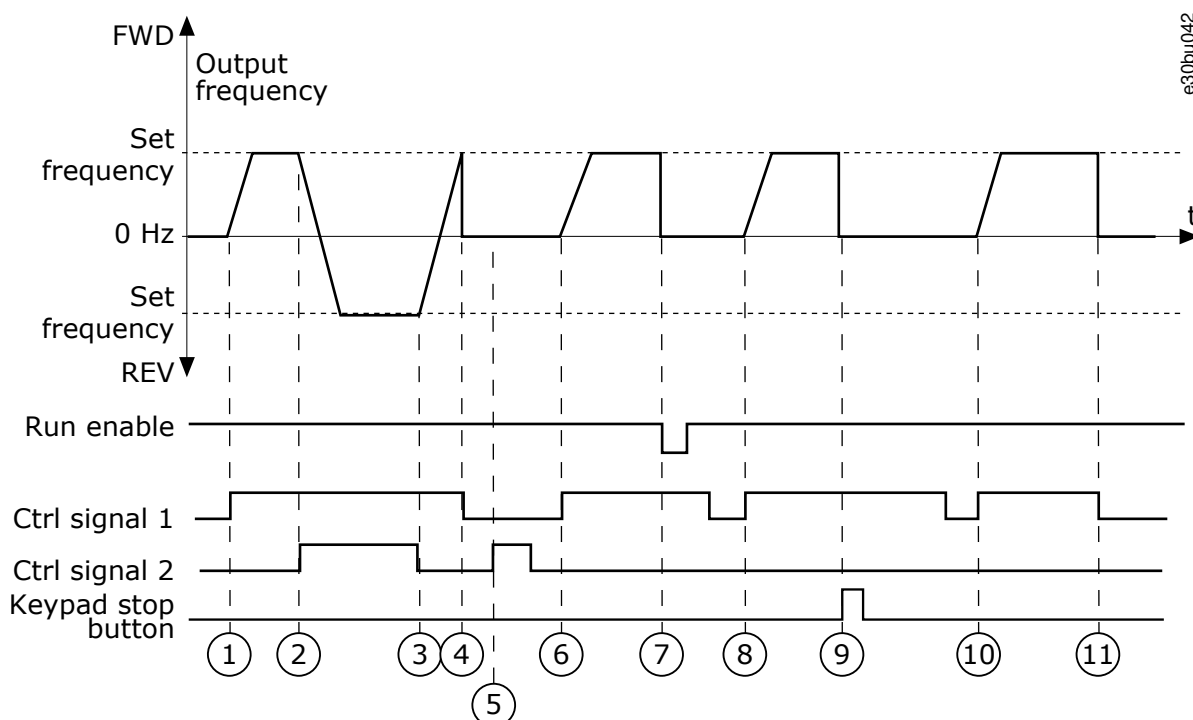 FWD
Output
frequency
e30bu042
Set
frequency
0 Hz
t
Set
frequency
REV
Run enable
Ctrl signal 1
Ctrl signal 2
Keypad stop
button
1
2
3
4
5
6
7
8
9
10
11